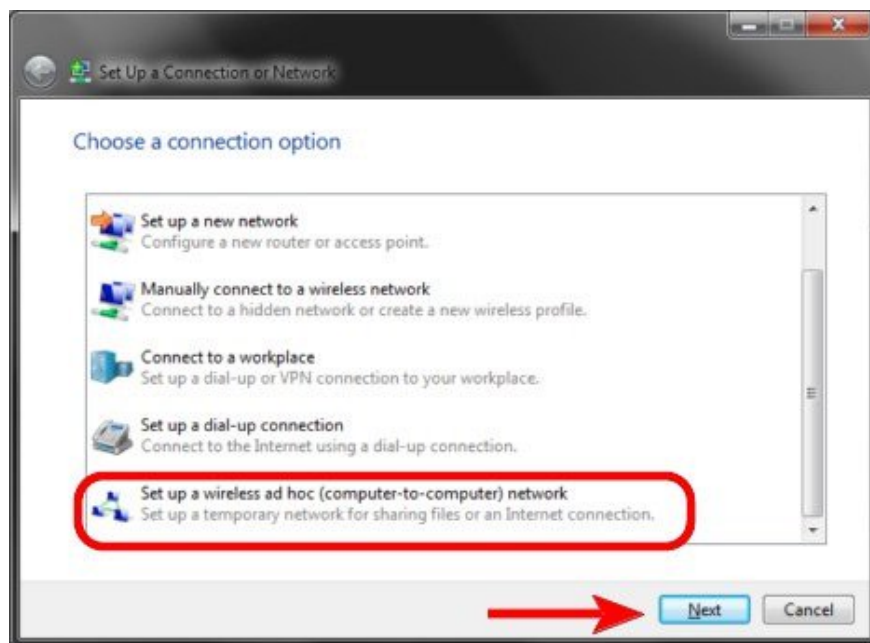 Set Up a Connection or Network
Choose a connection option
Set up a new network
Configure a new router or access point.
Manually connect to a wireless network
Connect to a hidden network or create a new wireless profile.
Connect to a workplace
Set up a dial-up or VPN connection to your workplace.
Set up a dial-up connection
Connect to the Internet using a dial-up connection.
Set up a wireless ad hoc (computer-to-computer) network
Set up a temporary network for sharing files or an Internet connection.
Next Cancel